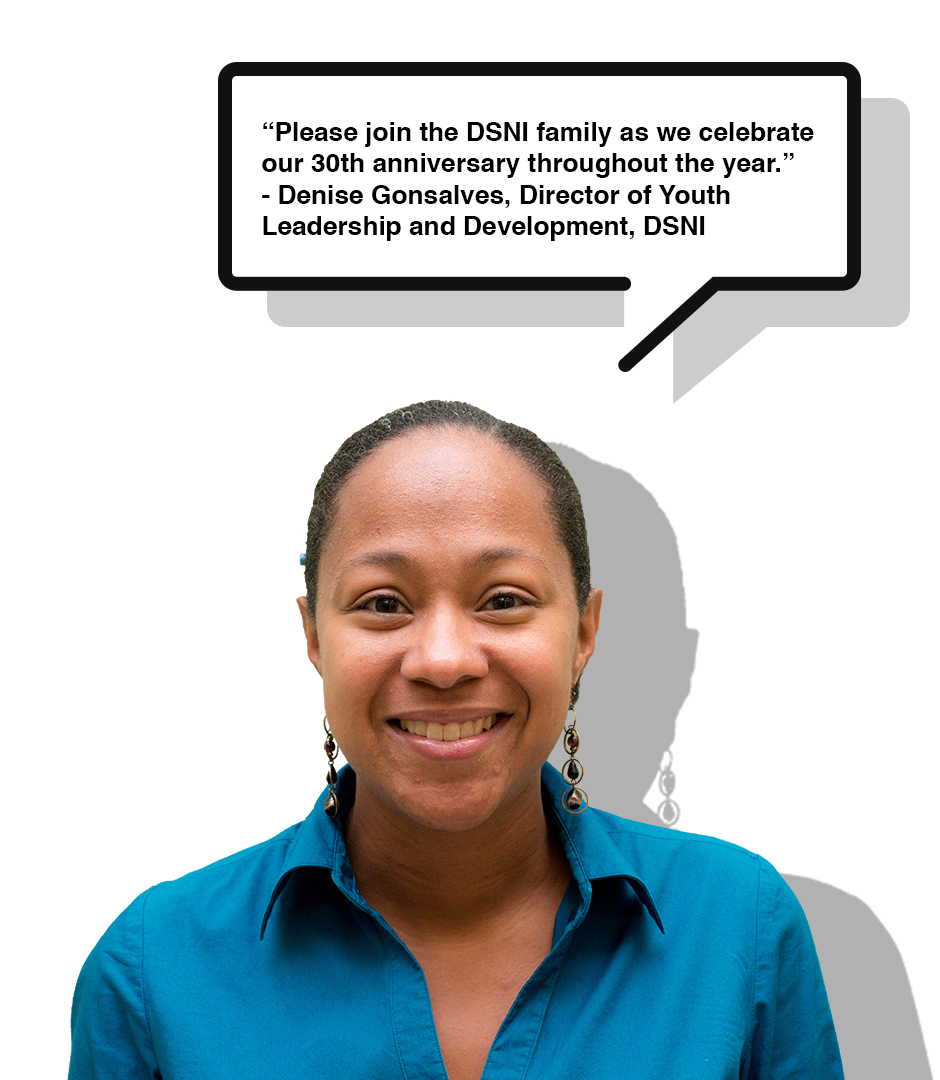 “Please join the DSNI family as we celebrate
our 30th anniversary throughout the year.”
- Denise Gonsalves, Director of Youth
Leadership and Development, DSNI